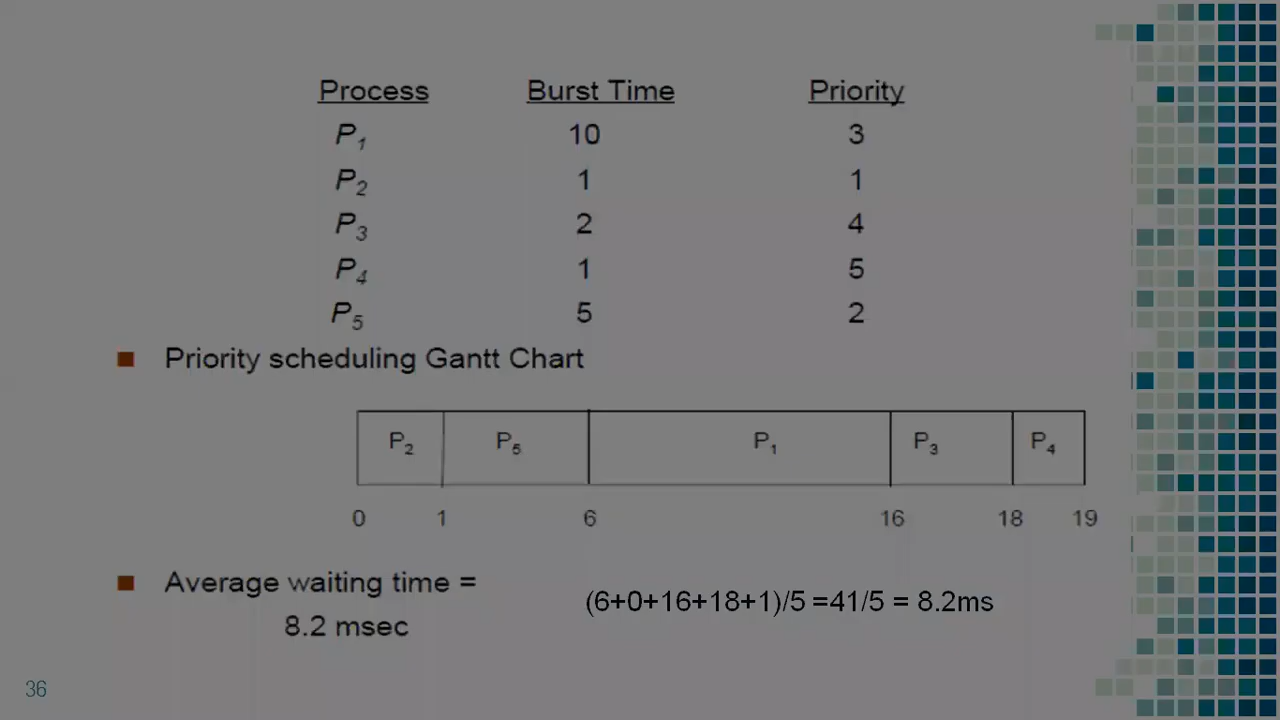 Process Burst Time Priority
P1 10 3
P2 1 1
P3 2 4
P4 1 5
P5 5 2
Priority scheduling Gantt Chart
P2 P5 P1 P3 P4
0 1 6 16 18 19
Average waiting time =
8.2 msec
(6+0+16+18+1)/5 =41/5 = 8.2ms
36